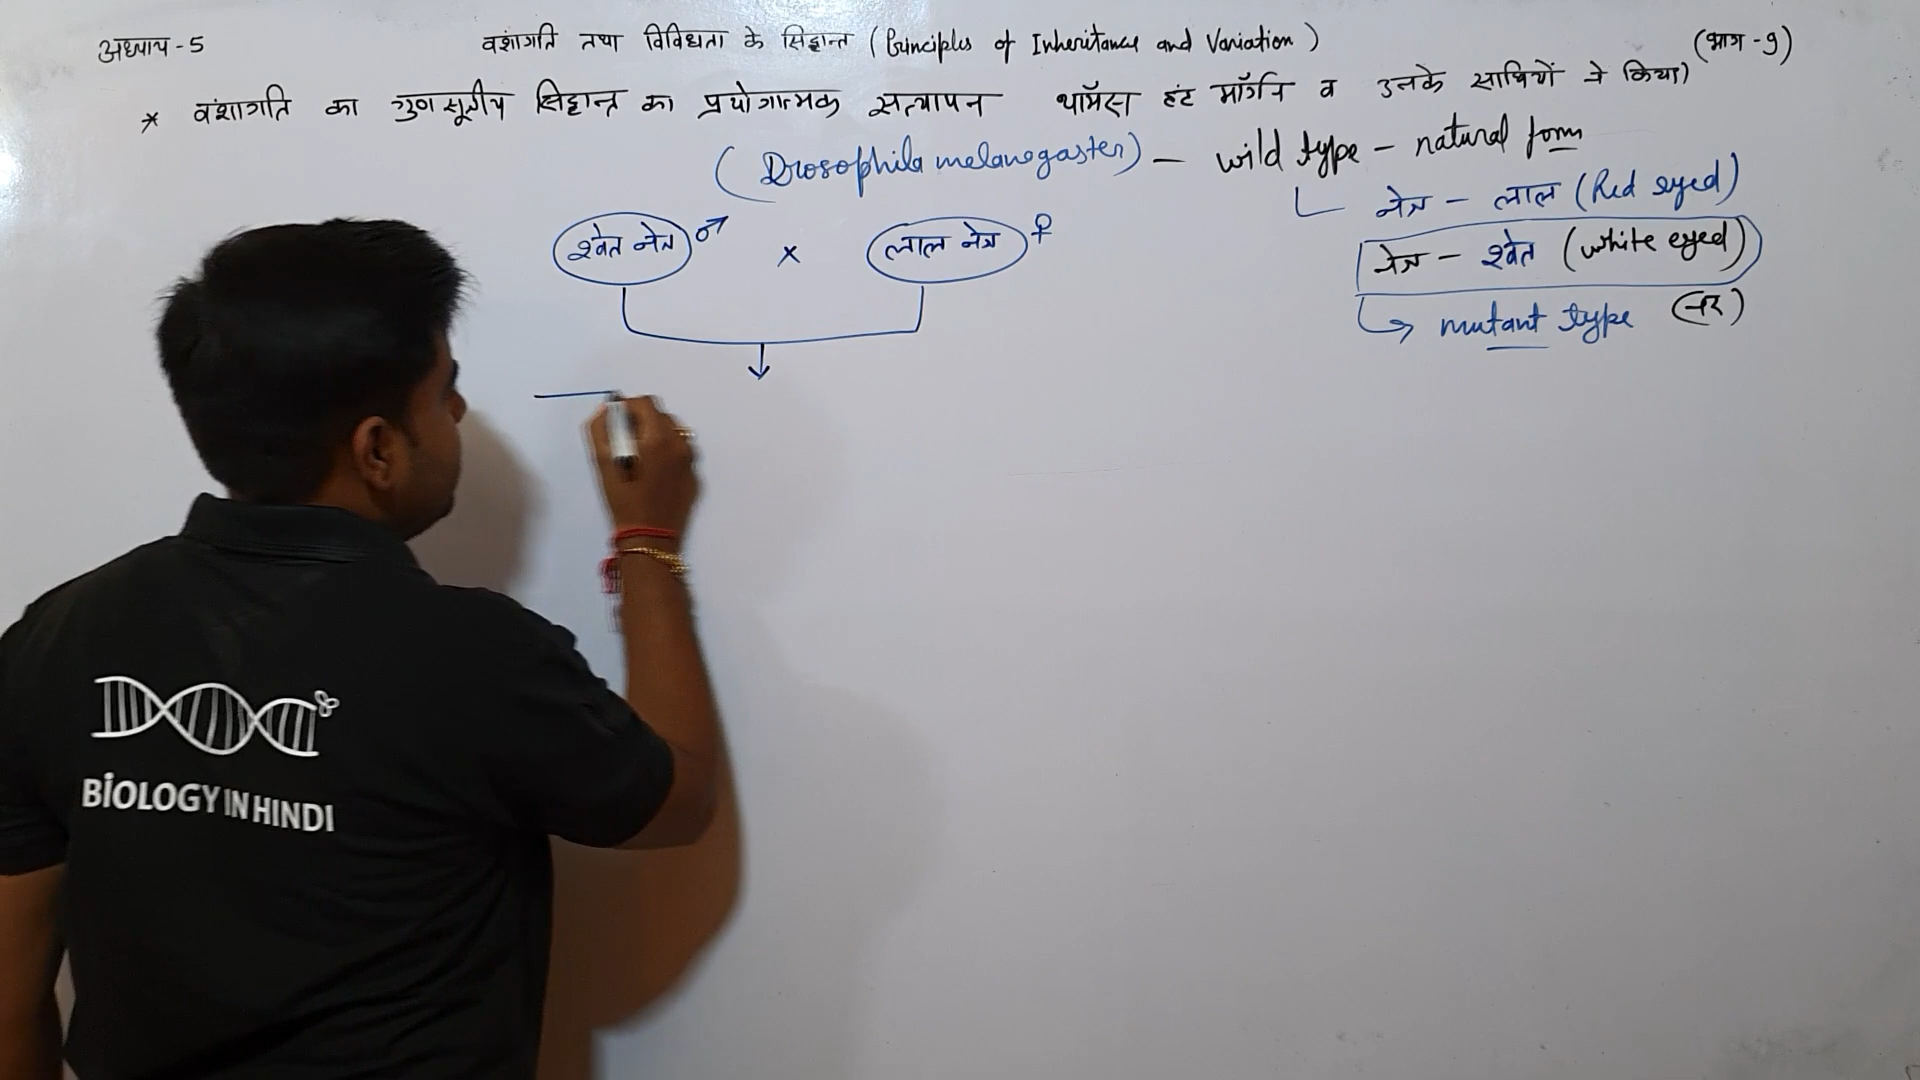 अध्याय - 5
वशांगति तथा विविधता के सिद्धान्त (Principles of Inheritance and Variation)
(भाग - 9)
* वंशागति का गुणसूत्रीय सिद्धान्त का प्रयोगात्मक सत्यापन थॉमस हंट मॉर्गन व उनके साथियों ने किया)
(Drosophila melanogaster) - wild type - natural form
नेत्र - लाल (Red eyed)
श्वेत नेत्र ♂ × लाल नेत्र ♀
नेत्र - श्वेत (white eyed)
→ mutant type (नर)
BiOLOGY IN HINDI